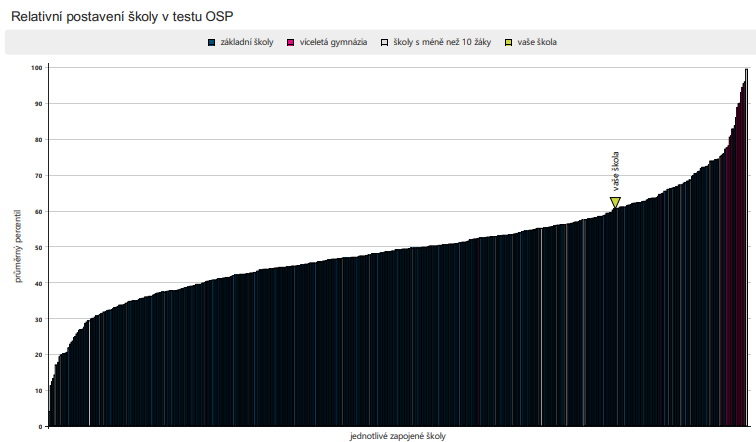 Relativní postavení školy v testu OSP
základní školy víceletá gymnázia školy s méně než 10 žáky vaše škola
100
90
80
vaše škola
70
60
průměrný percentil
50
40
30
20
10
0
jednotlivé zapojené školy